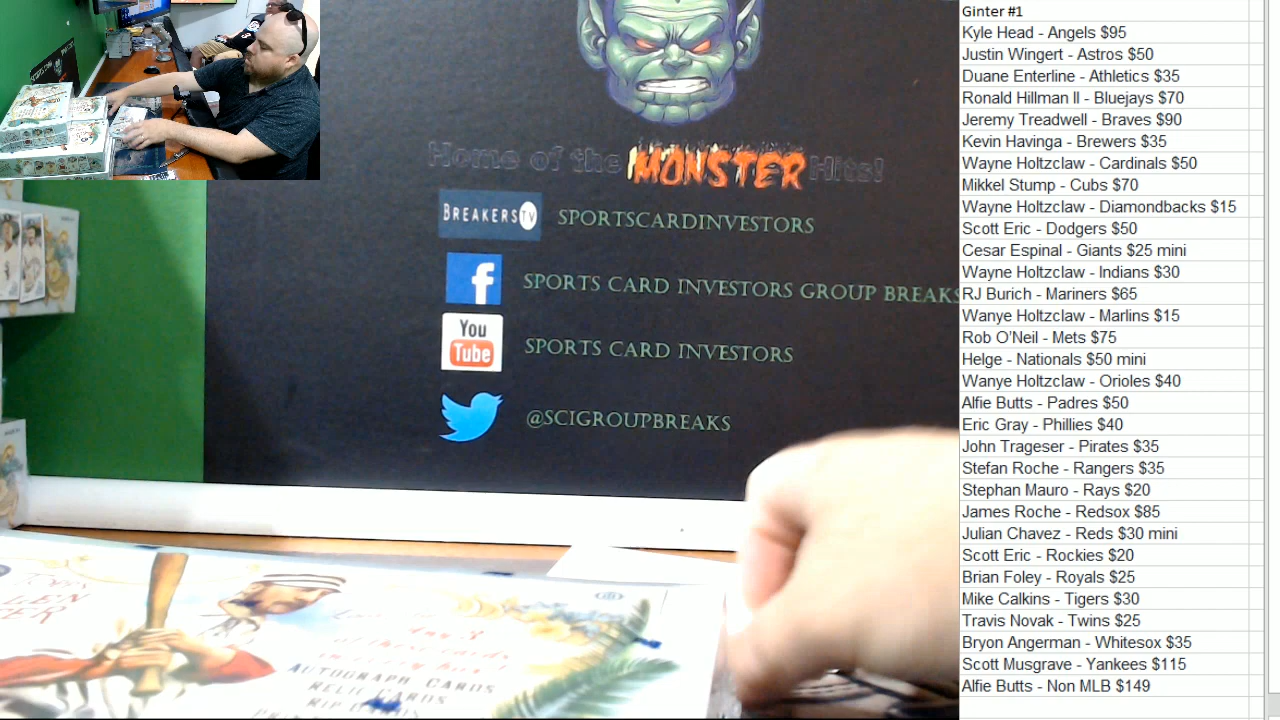 Home of the MONSTER Hits!
BREAKERS TV SPORTSCARDINVESTORS
f SPORTS CARD INVESTORS GROUP BREAKS
You Tube SPORTS CARD INVESTORS
@SCIGROUPBREAKS
AUTOGRAPH CARDS
RELIC CARDS
RIP CARDS
Ginter #1
Kyle Head - Angels $95
Justin Wingert - Astros $50
Duane Enterline - Athletics $35
Ronald Hillman II - Bluejays $70
Jeremy Treadwell - Braves $90
Kevin Havinga - Brewers $35
Wayne Holtzclaw - Cardinals $50
Mikkel Stump - Cubs $70
Wayne Holtzclaw - Diamondbacks $15
Scott Eric - Dodgers $50
Cesar Espinal - Giants $25 mini
Wayne Holtzclaw - Indians $30
RJ Burich - Mariners $65
Wanye Holtzclaw - Marlins $15
Rob O'Neil - Mets $75
Helge - Nationals $50 mini
Wanye Holtzclaw - Orioles $40
Alfie Butts - Padres $50
Eric Gray - Phillies $40
John Trageser - Pirates $35
Stefan Roche - Rangers $35
Stephan Mauro - Rays $20
James Roche - Redsox $85
Julian Chavez - Reds $30 mini
Scott Eric - Rockies $20
Brian Foley - Royals $25
Mike Calkins - Tigers $30
Travis Novak - Twins $25
Bryon Angerman - Whitesox $35
Scott Musgrave - Yankees $115
Alfie Butts - Non MLB $149